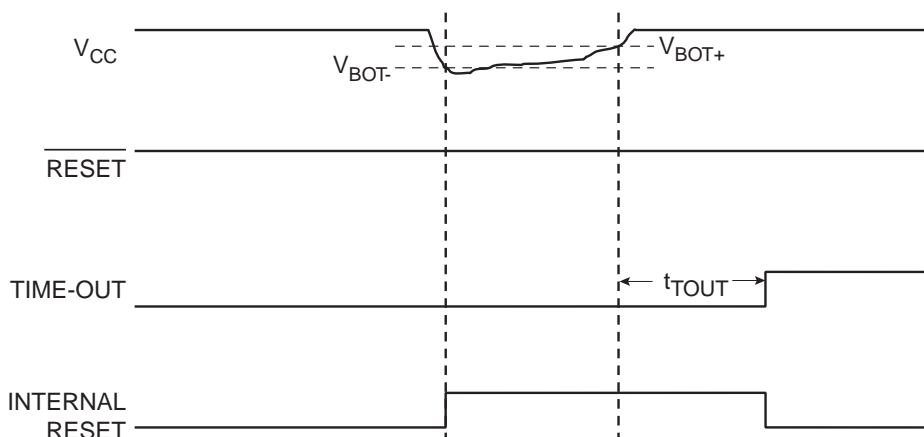 V_CC
V_BOT-
V_BOT+
RESET
TIME-OUT
t_TOUT
INTERNAL
RESET